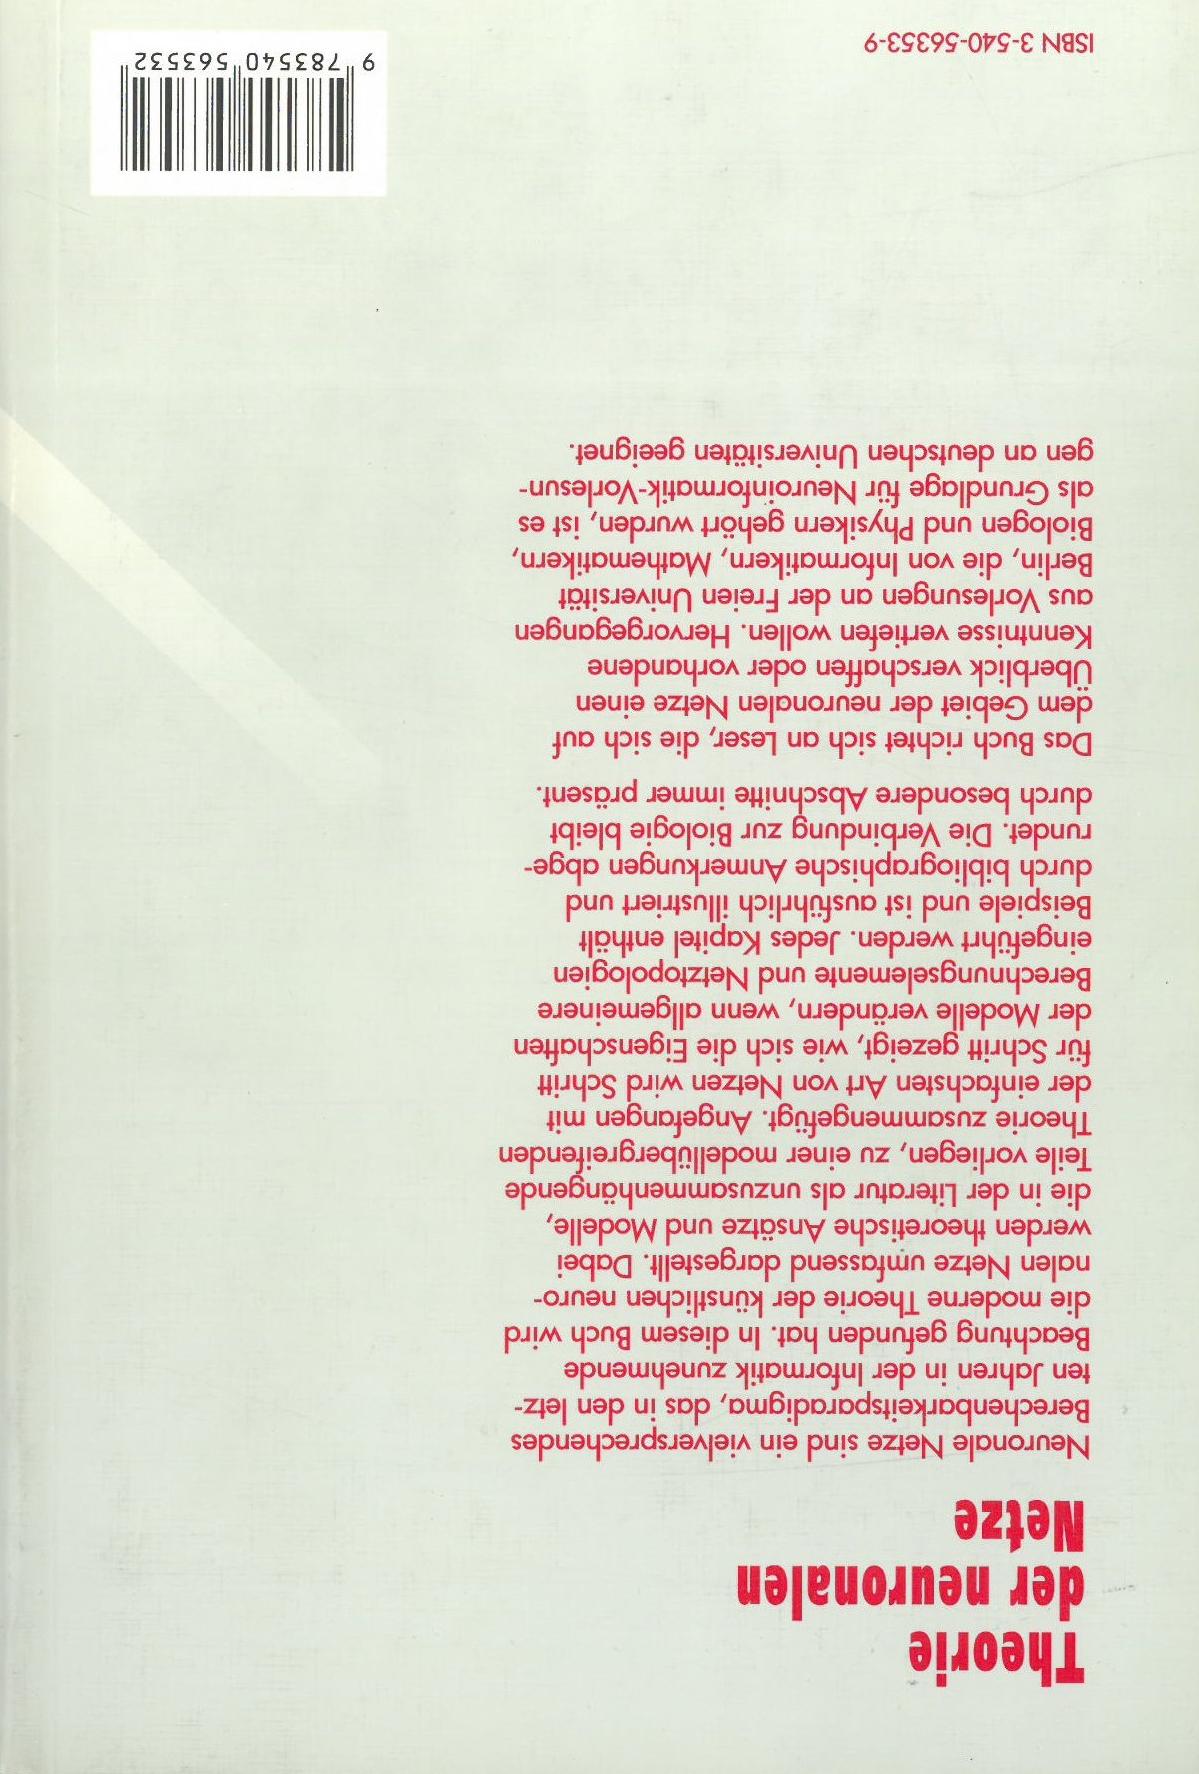 Theorie
der neuronalen
Netze
Neuronale Netze sind ein vielversprechendes
Berechenbarkeitsparadigma, das in den letz-
ten Jahren in der Informatik zunehmende
Beachtung gefunden hat. In diesem Buch wird
die moderne Theorie der künstlichen neuro-
nalen Netze umfassend dargestellt. Dabei
werden theoretische Ansätze und Modelle,
die in der Literatur als unzusammenhängende
Teile vorliegen, zu einer modellübergreifenden
Theorie zusammengefügt. Angefangen mit
der einfachsten Art von Netzen wird Schritt
für Schritt gezeigt, wie sich die Eigenschaften
der Modelle verändern, wenn allgemeinere
Berechnungselemente und Netztopologien
eingeführt werden. Jedes Kapitel enthält
Beispiele und ist ausführlich illustriert und
durch bibliographische Anmerkungen abge-
rundet. Die Verbindung zur Biologie bleibt
durch besondere Abschnitte immer präsent.
Das Buch richtet sich an Leser, die sich auf
dem Gebiet der neuronalen Netze einen
Überblick verschaffen oder vorhandene
Kenntnisse vertiefen wollen. Hervorgegangen
aus Vorlesungen an der Freien Universität
Berlin, die von Informatikern, Mathematikern,
Biologen und Physikern gehört wurden, ist es
als Grundlage für Neuroinformatik-Vorlesun-
gen an deutschen Universitäten geeignet.
ISBN 3-540-56353-9
9 783540 563532